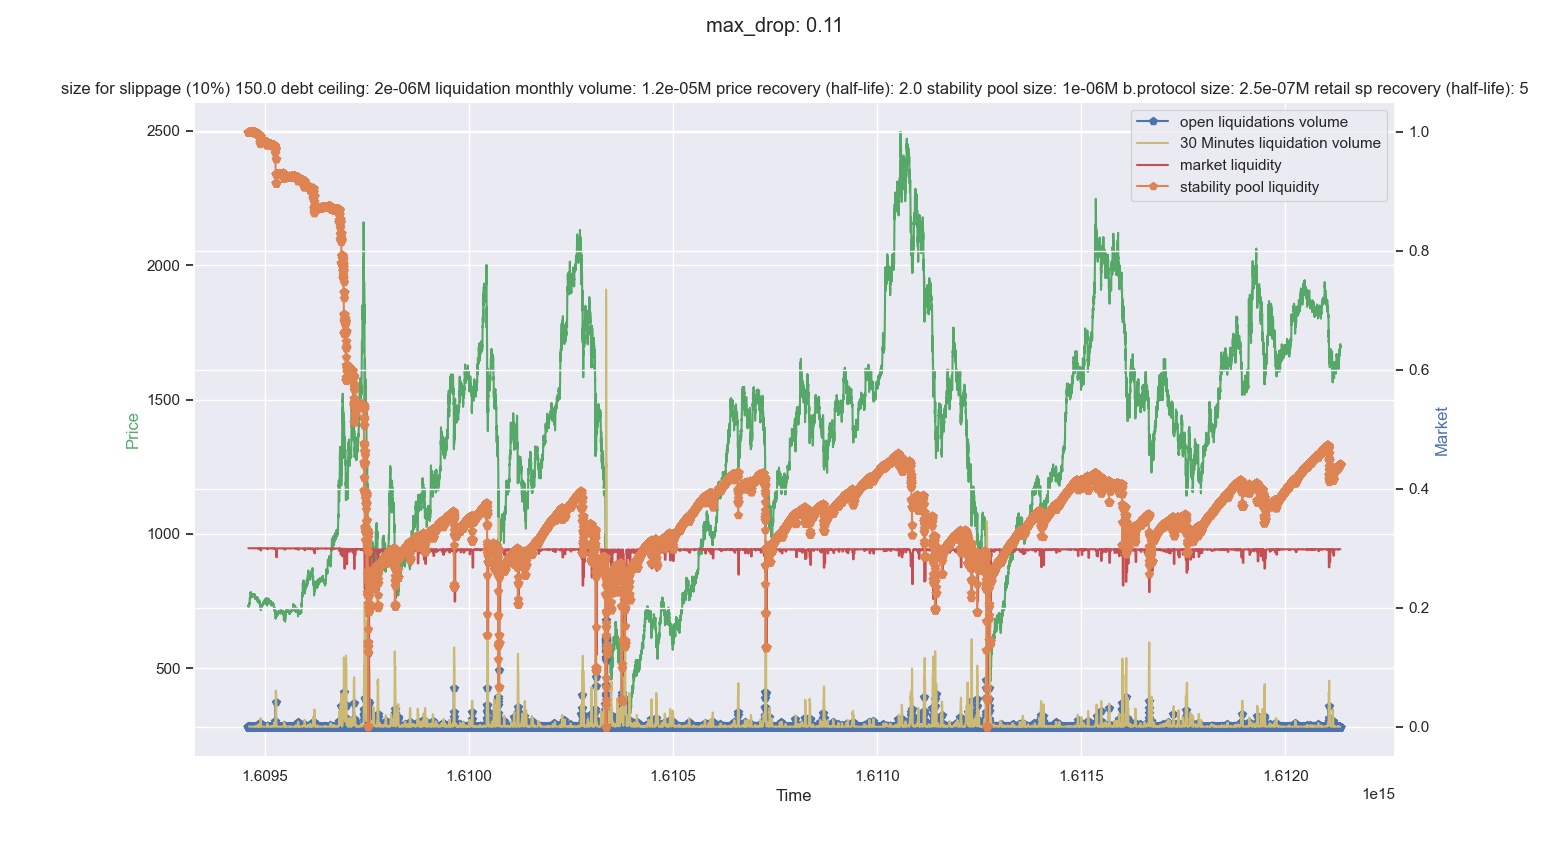 max_drop: 0.11
size for slippage (10%) 150.0 debt ceiling: 2e-06M liquidation monthly volume: 1.2e-05M price recovery (half-life): 2.0 stability pool size: 1e-06M b.protocol size: 2.5e-07M retail sp recovery (half-life): 5
open liquidations volume
30 Minutes liquidation volume
market liquidity
stability pool liquidity
2500
2000
1500
1000
500
Price
1.0
0.8
0.6
0.4
0.2
0.0
Market
1.6095
1.6100
1.6105
1.6110
1.6115
1.6120
Time
1e15